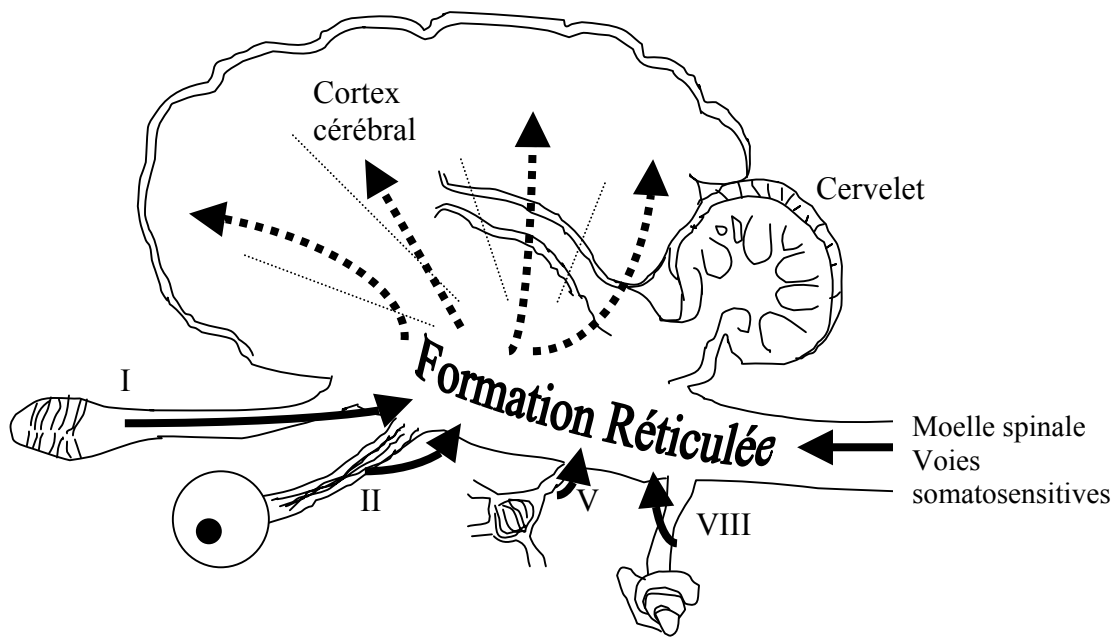 Cortex
cérébral
Cervelet
I
Formation Réticulée
II
V
VIII
Moelle spinale
Voies
somatosensitives